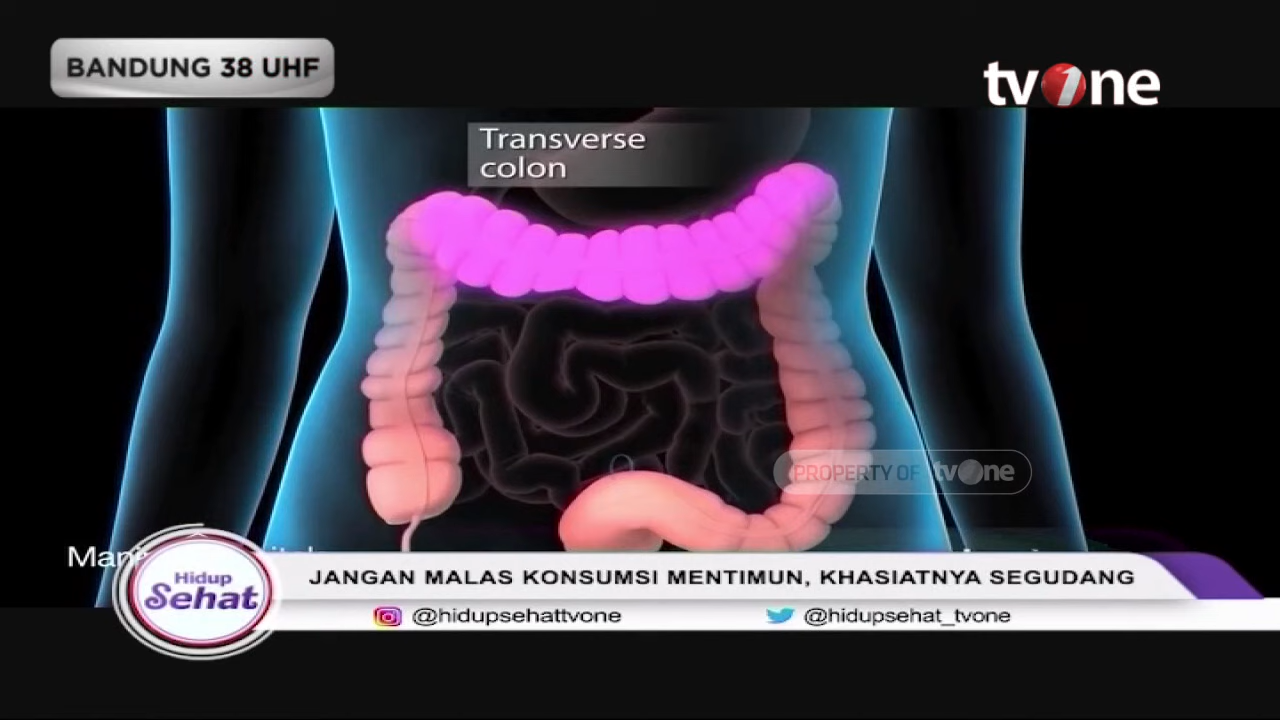 BANDUNG 38 UHF
tvOne
Transverse
colon
PROPERTY OF tvOne
Hidup
Sehat
JANGAN MALAS KONSUMSI MENTIMUN, KHASIATNYA SEGUDANG
@hidupsehattvone
@hidupsehat_tvone